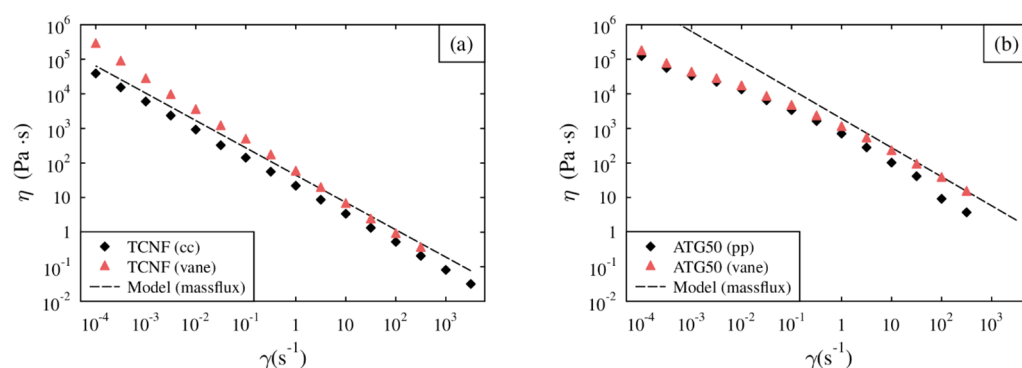 (a)
η (Pa ·s)
10^6
10^5
10^4
10^3
10^2
10
1
10^-1
10^-2
TCNF (cc)
TCNF (vane)
Model (massflux)
10^-4 10^-3 10^-2 10^-1 1 10 10^2 10^3
γ(s^-1)
(b)
η (Pa ·s)
10^6
10^5
10^4
10^3
10^2
10
1
10^-1
10^-2
ATG50 (pp)
ATG50 (vane)
Model (massflux)
10^-4 10^-3 10^-2 10^-1 1 10 10^2 10^3
γ(s^-1)